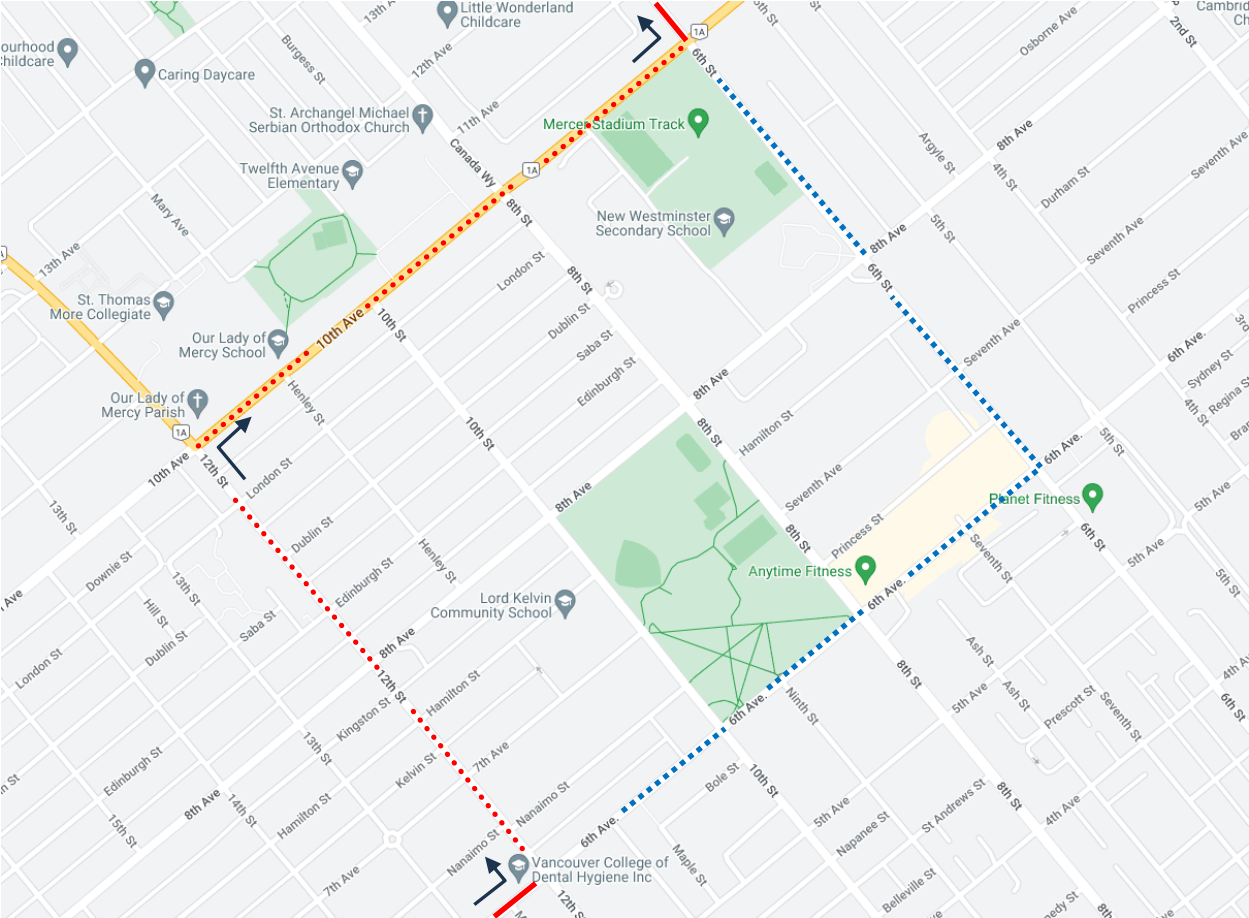 13th Ave
Little Wonderland
Childcare
5th St
Cambrid
Ch
2nd St
1A
ourhood
Childcare
Burgess St
12th Ave
Osborne Ave
6th St
Caring Daycare
St. Archangel Michael
Serbian Orthodox Church
11th Ave
Mercer Stadium Track
8th Ave
Argyle St
Seventh Ave
Canada Wy
Twelfth Avenue
Elementary
1A
4th St
Durham St
Mary Ave
8th St
New Westminster
Secondary School
5th St
8th Ave
Seventh Ave
13th Ave
London St
8th St
6th St
Princess St
St. Thomas
More Collegiate
Dublin St
10th Ave
10th St
Our Lady of
Mercy School
Saba St
Seventh Ave
3rd
6th Ave.
Sydney St
Edinburgh St
8th Ave
Henley St
Our Lady of
Mercy Parish
4th St
Regina St
1A
10th St
8th St
Hamilton St
5th St
6th Ave.
Bran
10th Ave
12th St
London St
8th Ave
Seventh Ave
Planet Fitness
5th Ave
13th St
Dublin St
8th St
Princess St
6th St
Henley St
Seventh St
5th Ave
Downie St
13th St
Edinburgh St
Anytime Fitness
5th St
Ave
Hill St
Saba St
Lord Kelvin
Community School
6th Ave.
8th Ave
Dublin St
London St
Ash St
8th St
4th Ave
12th St
Hamilton St
Ninth St
5th Ave
Ash St
Prescott St
Seventh St
6th St
Kingston St
6th Ave.
13th St
7th Ave
Kelvin St
Edinburgh St
10th St
Bole St
8th Ave
14th St
Nanaimo St
8th St
St Andrews St
Hamilton St
15th St
6th Ave.
5th Ave
4th Ave
Napanee St
Nanaimo St
Maple St
7th Ave
Vancouver College of
Dental Hygiene Inc
Belleville St
12th St
nedy St
8th